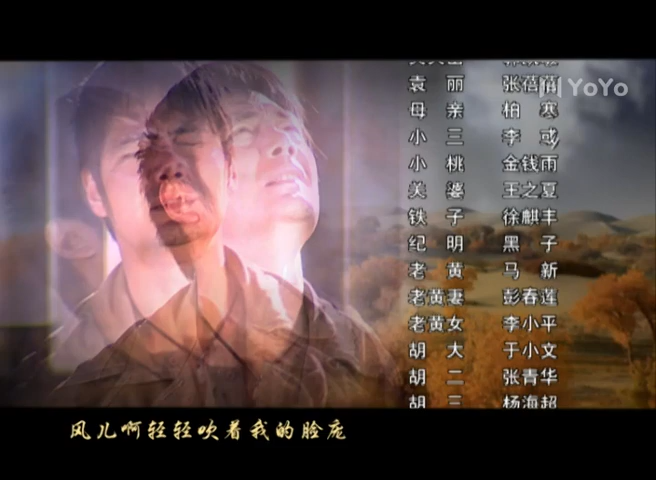 YoYo
袁丽 张蓓蓓
母亲 柏寒
小三 李彧
小桃 金钱雨
美婆 王之夏
铁子 徐麒丰
纪明 黑子
老黄 马新
老黄妻 彭春莲
老黄女 李小平
胡大 于小文
胡二 张青华
胡三 杨海超
风儿啊轻轻吹着我的脸庞